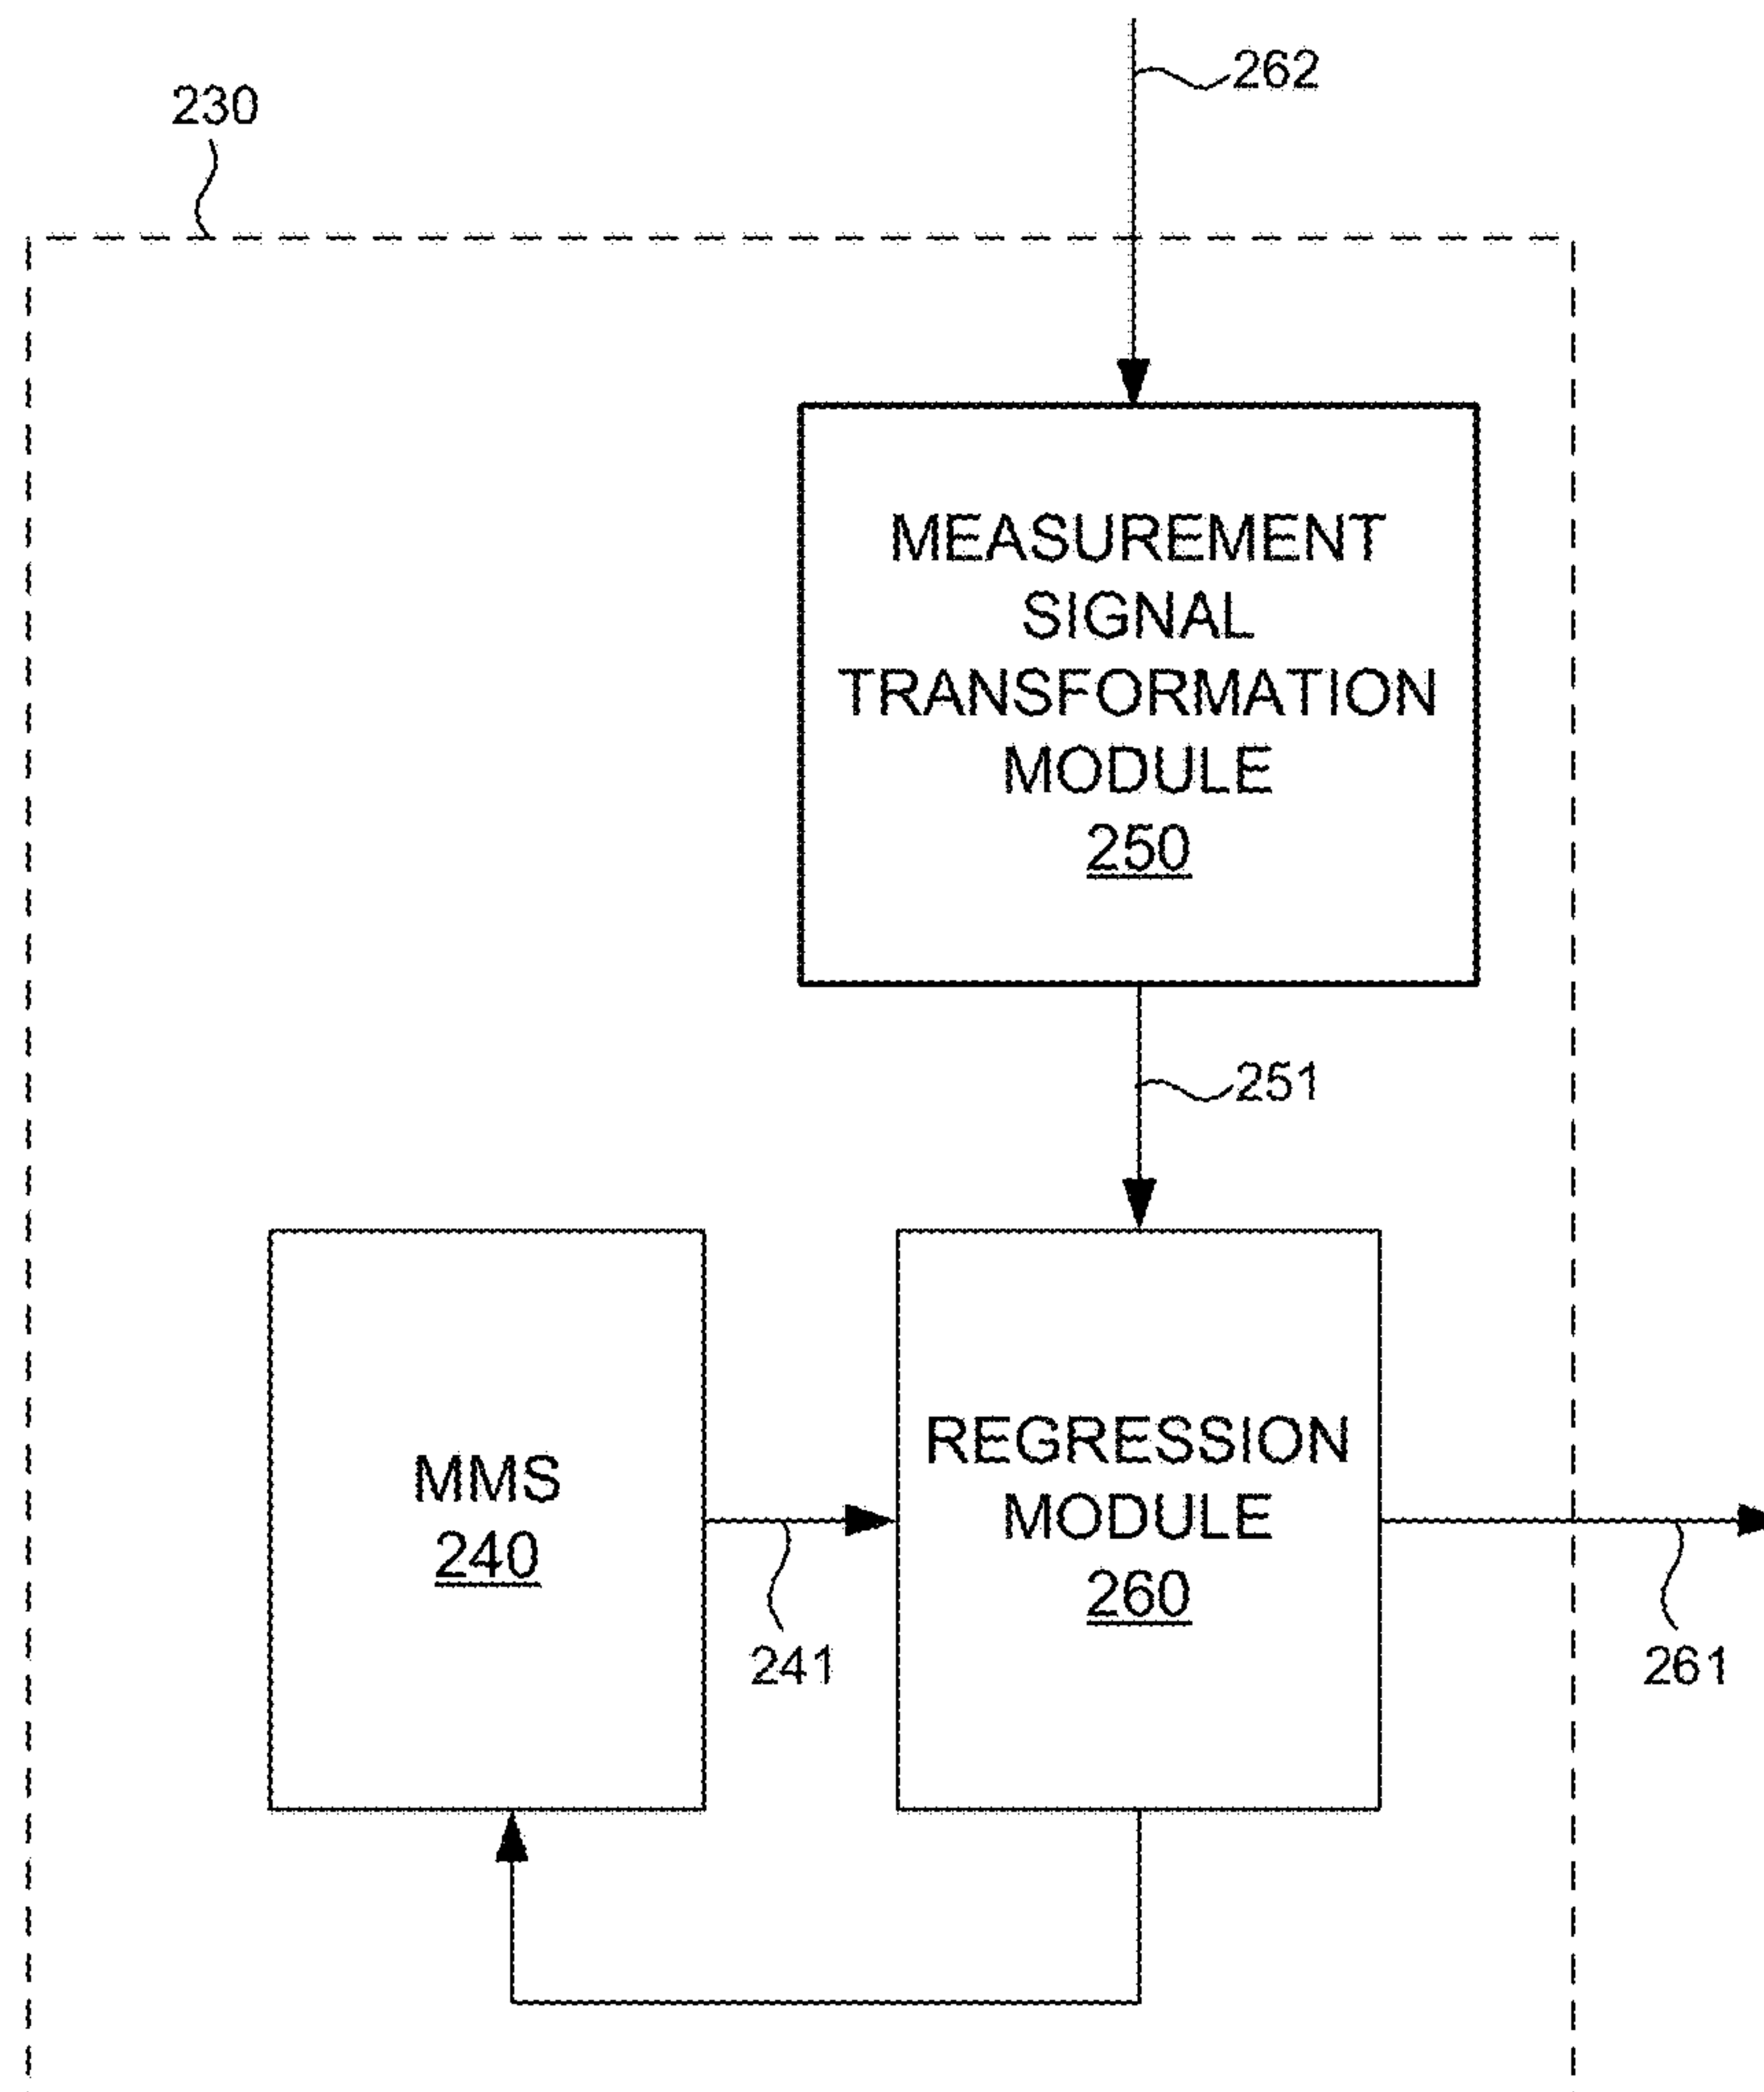 262
230
MEASUREMENT
SIGNAL
TRANSFORMATION
MODULE
250
251
MMS
240
241
REGRESSION
MODULE
260
261